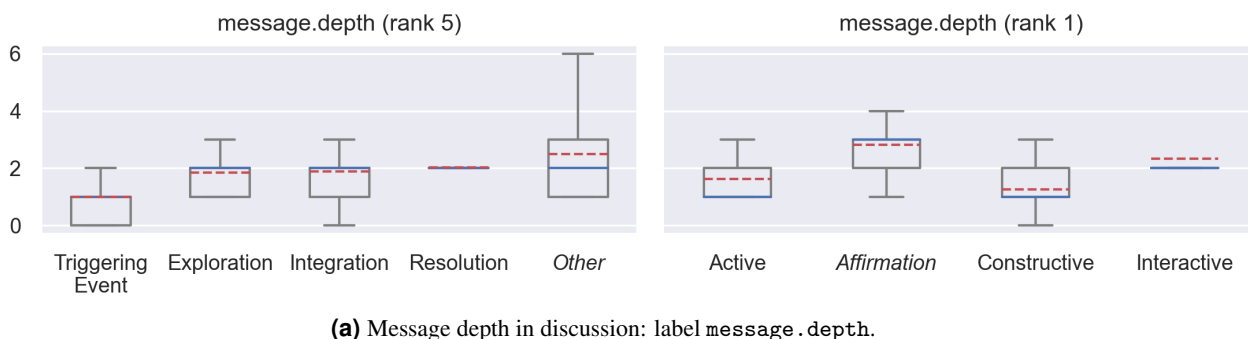 message.depth (rank 5)
message.depth (rank 1)
6
4
2
0
Triggering Event
Exploration
Integration
Resolution
Other
Active
Affirmation
Constructive
Interactive
(a) Message depth in discussion: label message.depth.